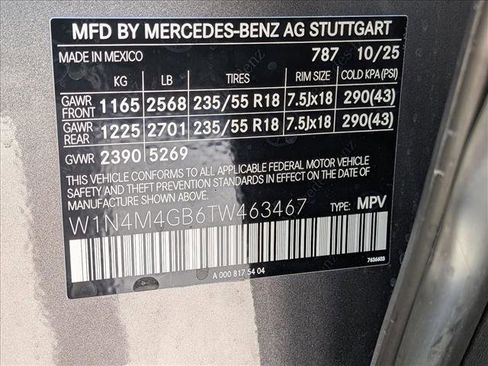 MFD BY MERCEDES-BENZ AG STUTTGART
MADE IN MEXICO 787 10/25
KG LB TIRES RIM SIZE COLD KPA(PSI)
GAWR FRONT 1165 2568 235/55 R18 7.5Jx18 290(43)
GAWR REAR 1225 2701 235/55 R18 7.5Jx18 290(43)
GVWR 2390 5269
THIS VEHICLE CONFORMS TO ALL APPLICABLE FEDERAL MOTOR VEHICLE
SAFETY AND THEFT PREVENTION STANDARDS IN EFFECT ON THE DATE OF
MANUFACTURE SHOWN ABOVE.
W1N4M4GB6TW463467 TYPE: MPV
A 000 817 54 04